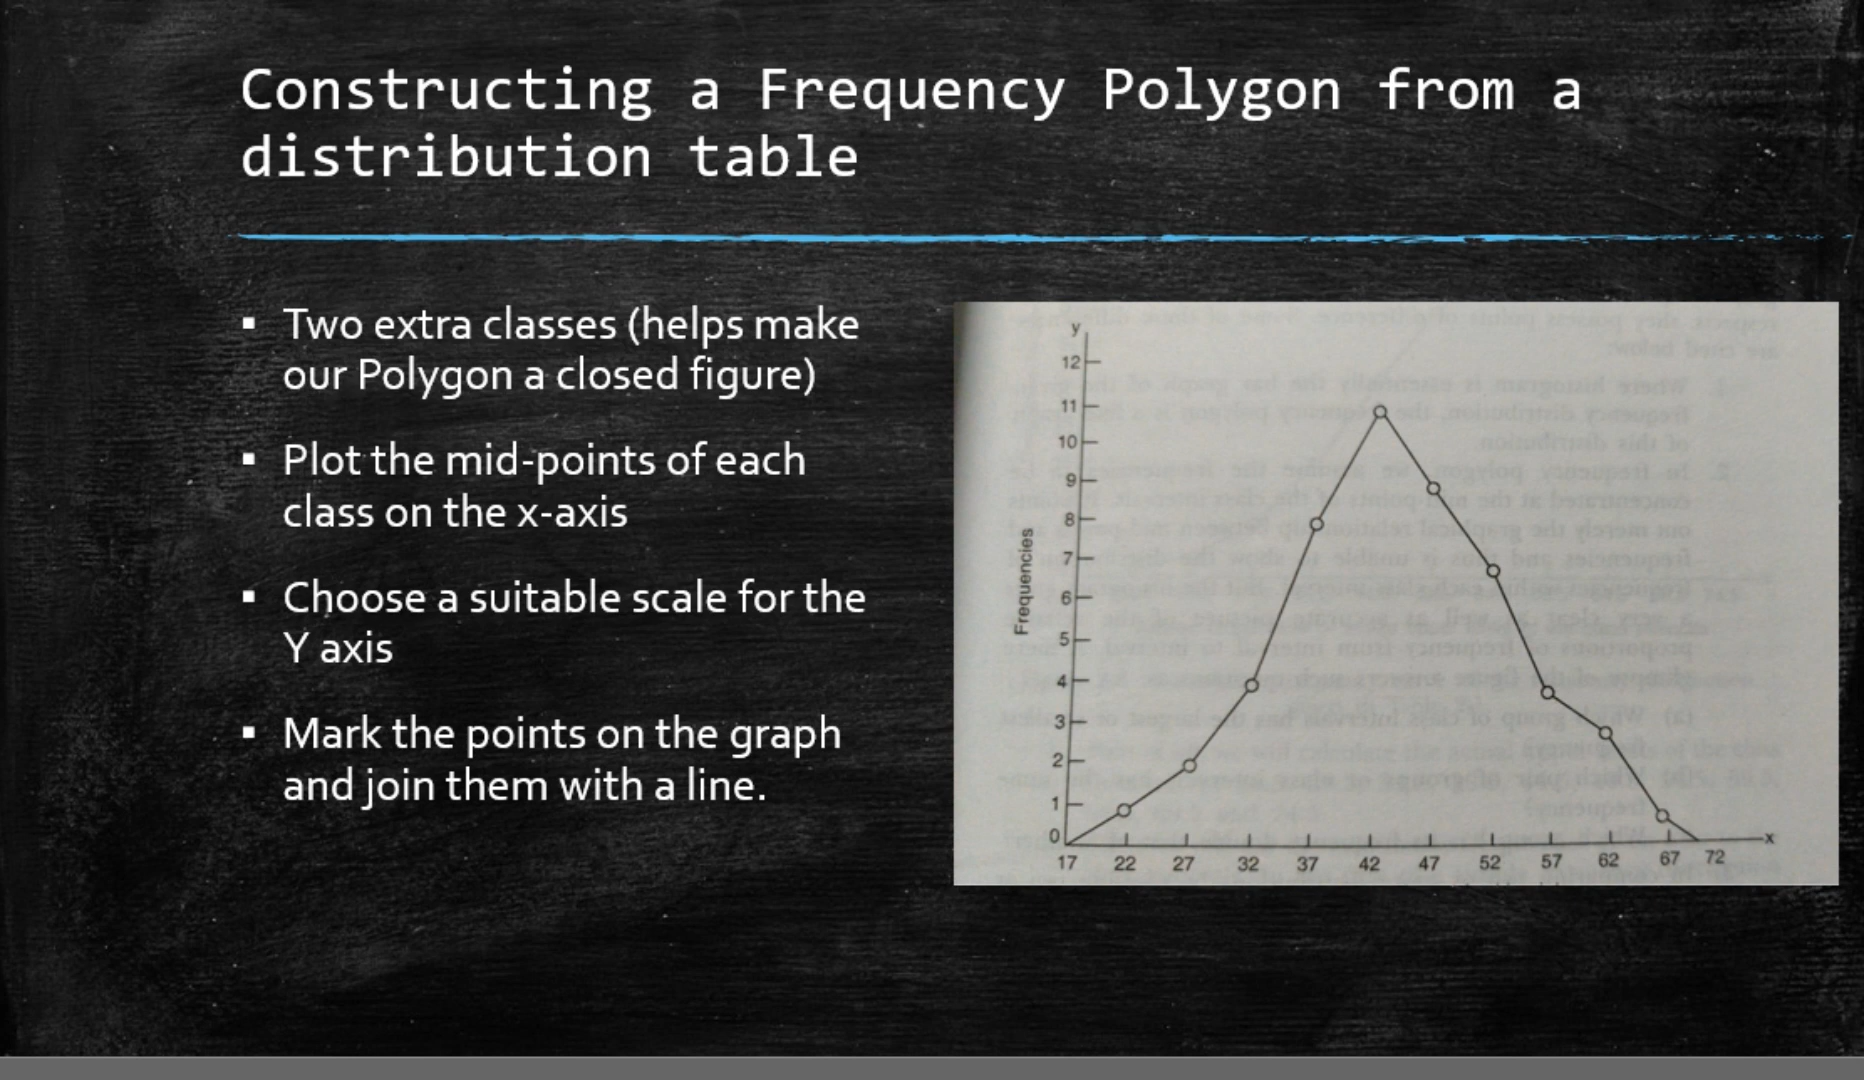 Constructing a Frequency Polygon from a
distribution table
▪ Two extra classes (helps make
our Polygon a closed figure)
▪ Plot the mid-points of each
class on the x-axis
▪ Choose a suitable scale for the
Y axis
▪ Mark the points on the graph
and join them with a line.
y
12
11
10
9
8
7
6
5
4
3
2
1
0
Frequencies
17 22 27 32 37 42 47 52 57 62 67 72
x